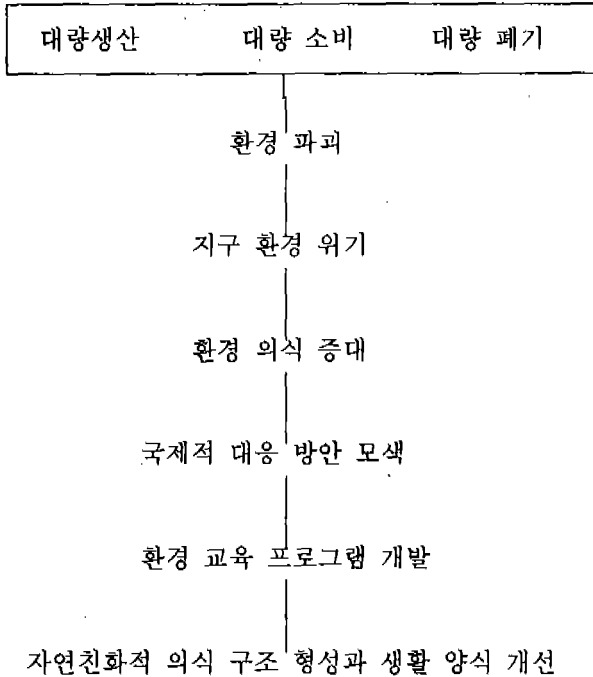 대량생산 대량 소비 대량 폐기
환경 파괴
지구 환경 위기
환경 의식 증대
국제적 대응 방안 모색
환경 교육 프로그램 개발
자연친화적 의식 구조 형성과 생활 양식 개선